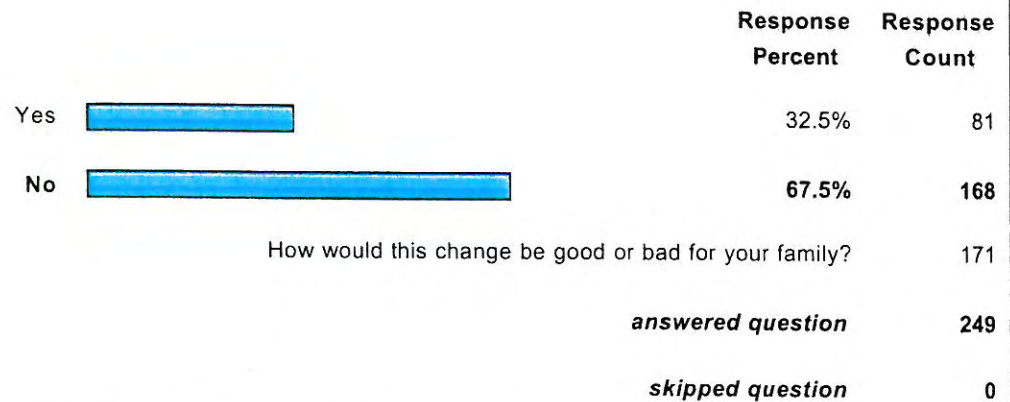 Response Response
Percent Count
Yes 32.5% 81
No 67.5% 168
How would this change be good or bad for your family? 171
answered question 249
skipped question 0